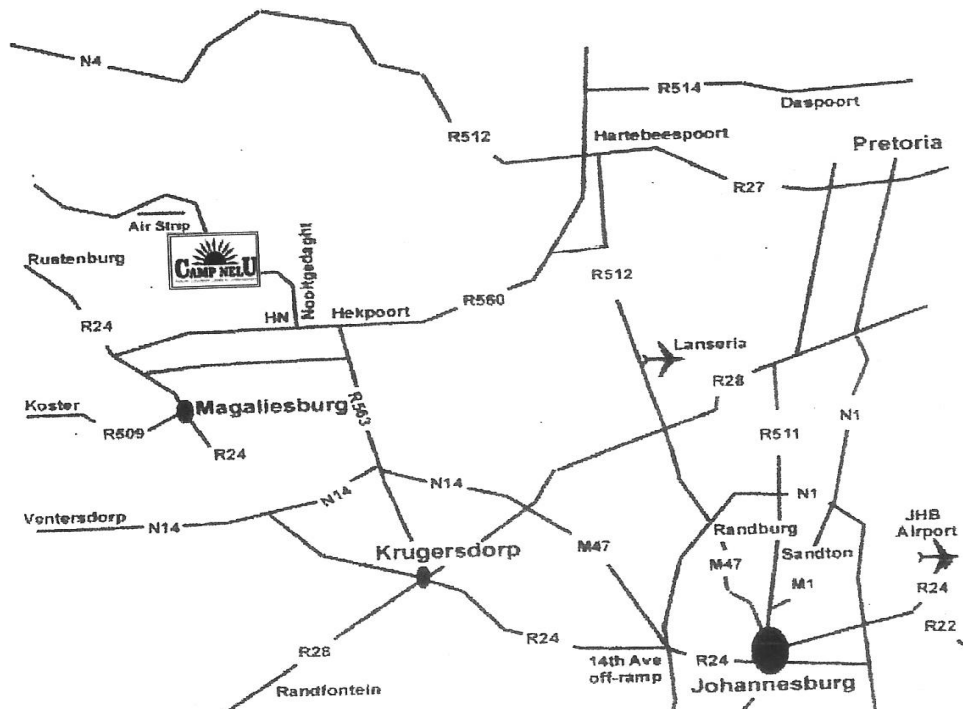 N4
R514
Daspoort
R512
Hartebeespoort
Pretoria
R27
Air Strip
Rustenburg
CAMP NELU
Nooitgedaght
HN
Hekpoort
R560
R512
R24
Lanseria
R28
Koster
Magaliesburg
R563
R509
R24
R511
N1
N14
N14
N1
Ventersdorp
N14
Randburg
JHB
Airport
Krugersdorp
M47
Sandton
M47
M1
R24
R22
R24
R28
14th Ave
off-ramp
R24
Randfontein
Johannesburg